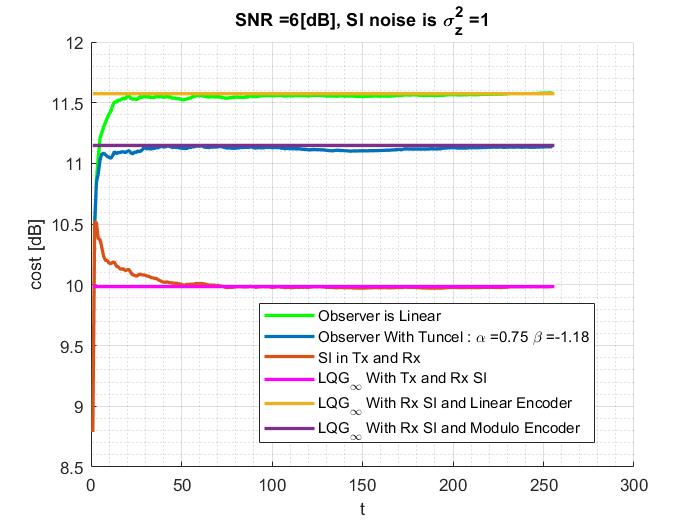 SNR =6[dB], SI noise is σ_z^2 =1
12
11.5
11
10.5
10
9.5
9
8.5
cost [dB]
0 50 100 150 200 250 300
t
Observer is Linear
Observer With Tuncel : α =0.75 β =-1.18
SI in Tx and Rx
LQG_∞ With Tx and Rx SI
LQG_∞ With Rx SI and Linear Encoder
LQG_∞ With Rx SI and Modulo Encoder